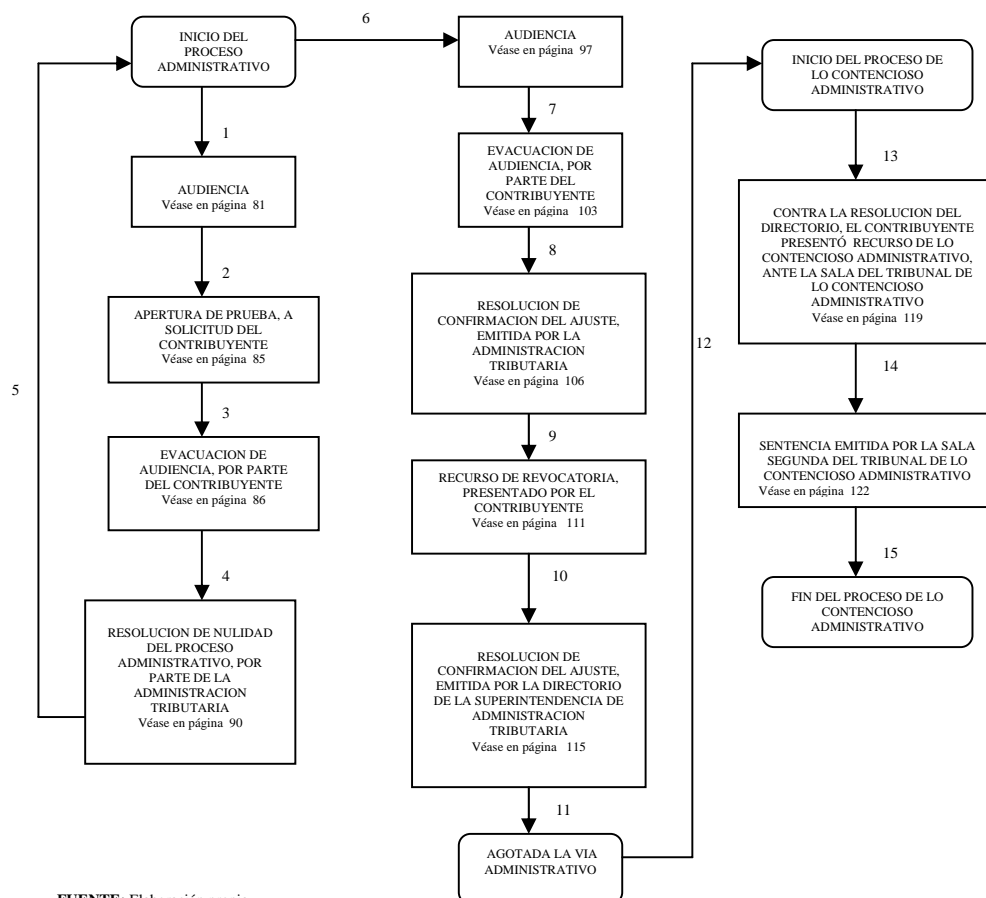 INICIO DEL
PROCESO
ADMINISTRATIVO
1
AUDIENCIA
Véase en página 81
2
APERTURA DE PRUEBA, A
SOLICITUD DEL
CONTRIBUYENTE
Véase en página 85
3
EVACUACION DE
AUDIENCIA, POR PARTE
DEL CONTRIBUYENTE
Véase en página 86
4
RESOLUCION DE NULIDAD
DEL PROCESO
ADMINISTRATIVO, POR
PARTE DE LA
ADMINISTRACION
TRIBUTARIA
Véase en página 90
5
6
AUDIENCIA
Véase en página 97
7
EVACUACION DE
AUDIENCIA, POR
PARTE DEL
CONTRIBUYENTE
Véase en página 103
8
RESOLUCION DE
CONFIRMACION DEL AJUSTE,
EMITIDA POR LA
ADMINISTRACION
TRIBUTARIA
Véase en página 106
9
RECURSO DE REVOCATORIA,
PRESENTADO POR EL
CONTRIBUYENTE
Véase en página 111
10
RESOLUCION DE
CONFIRMACION DEL AJUSTE,
EMITIDA POR LA DIRECTORIO
DE LA SUPERINTENDENCIA DE
ADMINISTRACION
TRIBUTARIA
Véase en página 115
11
AGOTADA LA VIA
ADMINISTRATIVO
12
INICIO DEL PROCESO DE
LO CONTENCIOSO
ADMINISTRATIVO
13
CONTRA LA RESOLUCION DEL
DIRECTORIO, EL CONTRIBUYENTE
PRESENTÓ RECURSO DE LO
CONTENCIOSO ADMINISTRATIVO,
ANTE LA SALA DEL TRIBUNAL DE
LO CONTENCIOSO
ADMINISTRATIVO
Véase en página 119
14
SENTENCIA EMITIDA POR LA SALA
SEGUNDA DEL TRIBUNAL DE LO
CONTENCIOSO ADMINISTRATIVO
Véase en página 122
15
FIN DEL PROCESO DE LO
CONTENCIOSO
ADMINISTRATIVO
FUENTE: Elaboración propia